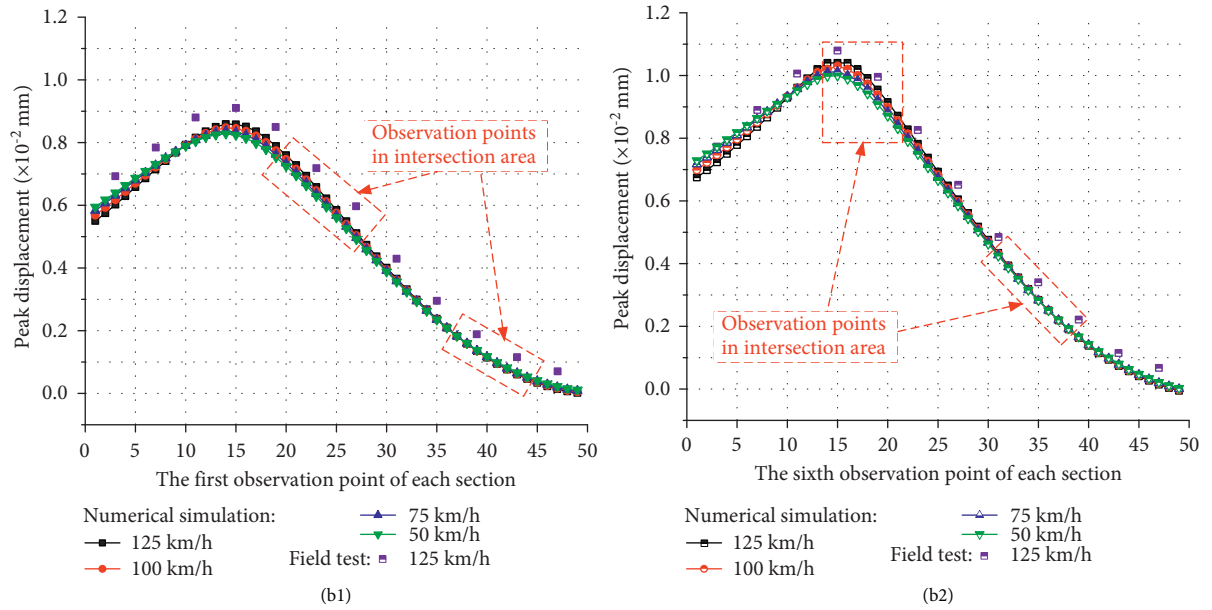 Peak displacement (×10⁻² mm)
1.2
1.0
0.8
0.6
0.4
0.2
0.0
Observation points
in intersection area
0 5 10 15 20 25 30 35 40 45 50
The first observation point of each section
Numerical simulation:
125 km/h
100 km/h
75 km/h
50 km/h
Field test:
125 km/h
(b1)
Peak displacement (×10⁻² mm)
1.2
1.0
0.8
0.6
0.4
0.2
0.0
Observation points
in intersection area
0 5 10 15 20 25 30 35 40 45 50
The sixth observation point of each section
Numerical simulation:
125 km/h
100 km/h
75 km/h
50 km/h
Field test:
125 km/h
(b2)